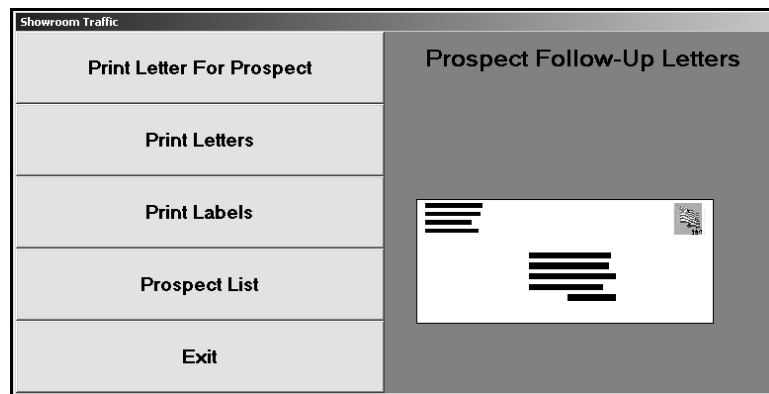 Showroom Traffic
Print Letter For Prospect
Prospect Follow-Up Letters
Print Letters
Print Labels
Prospect List
Exit